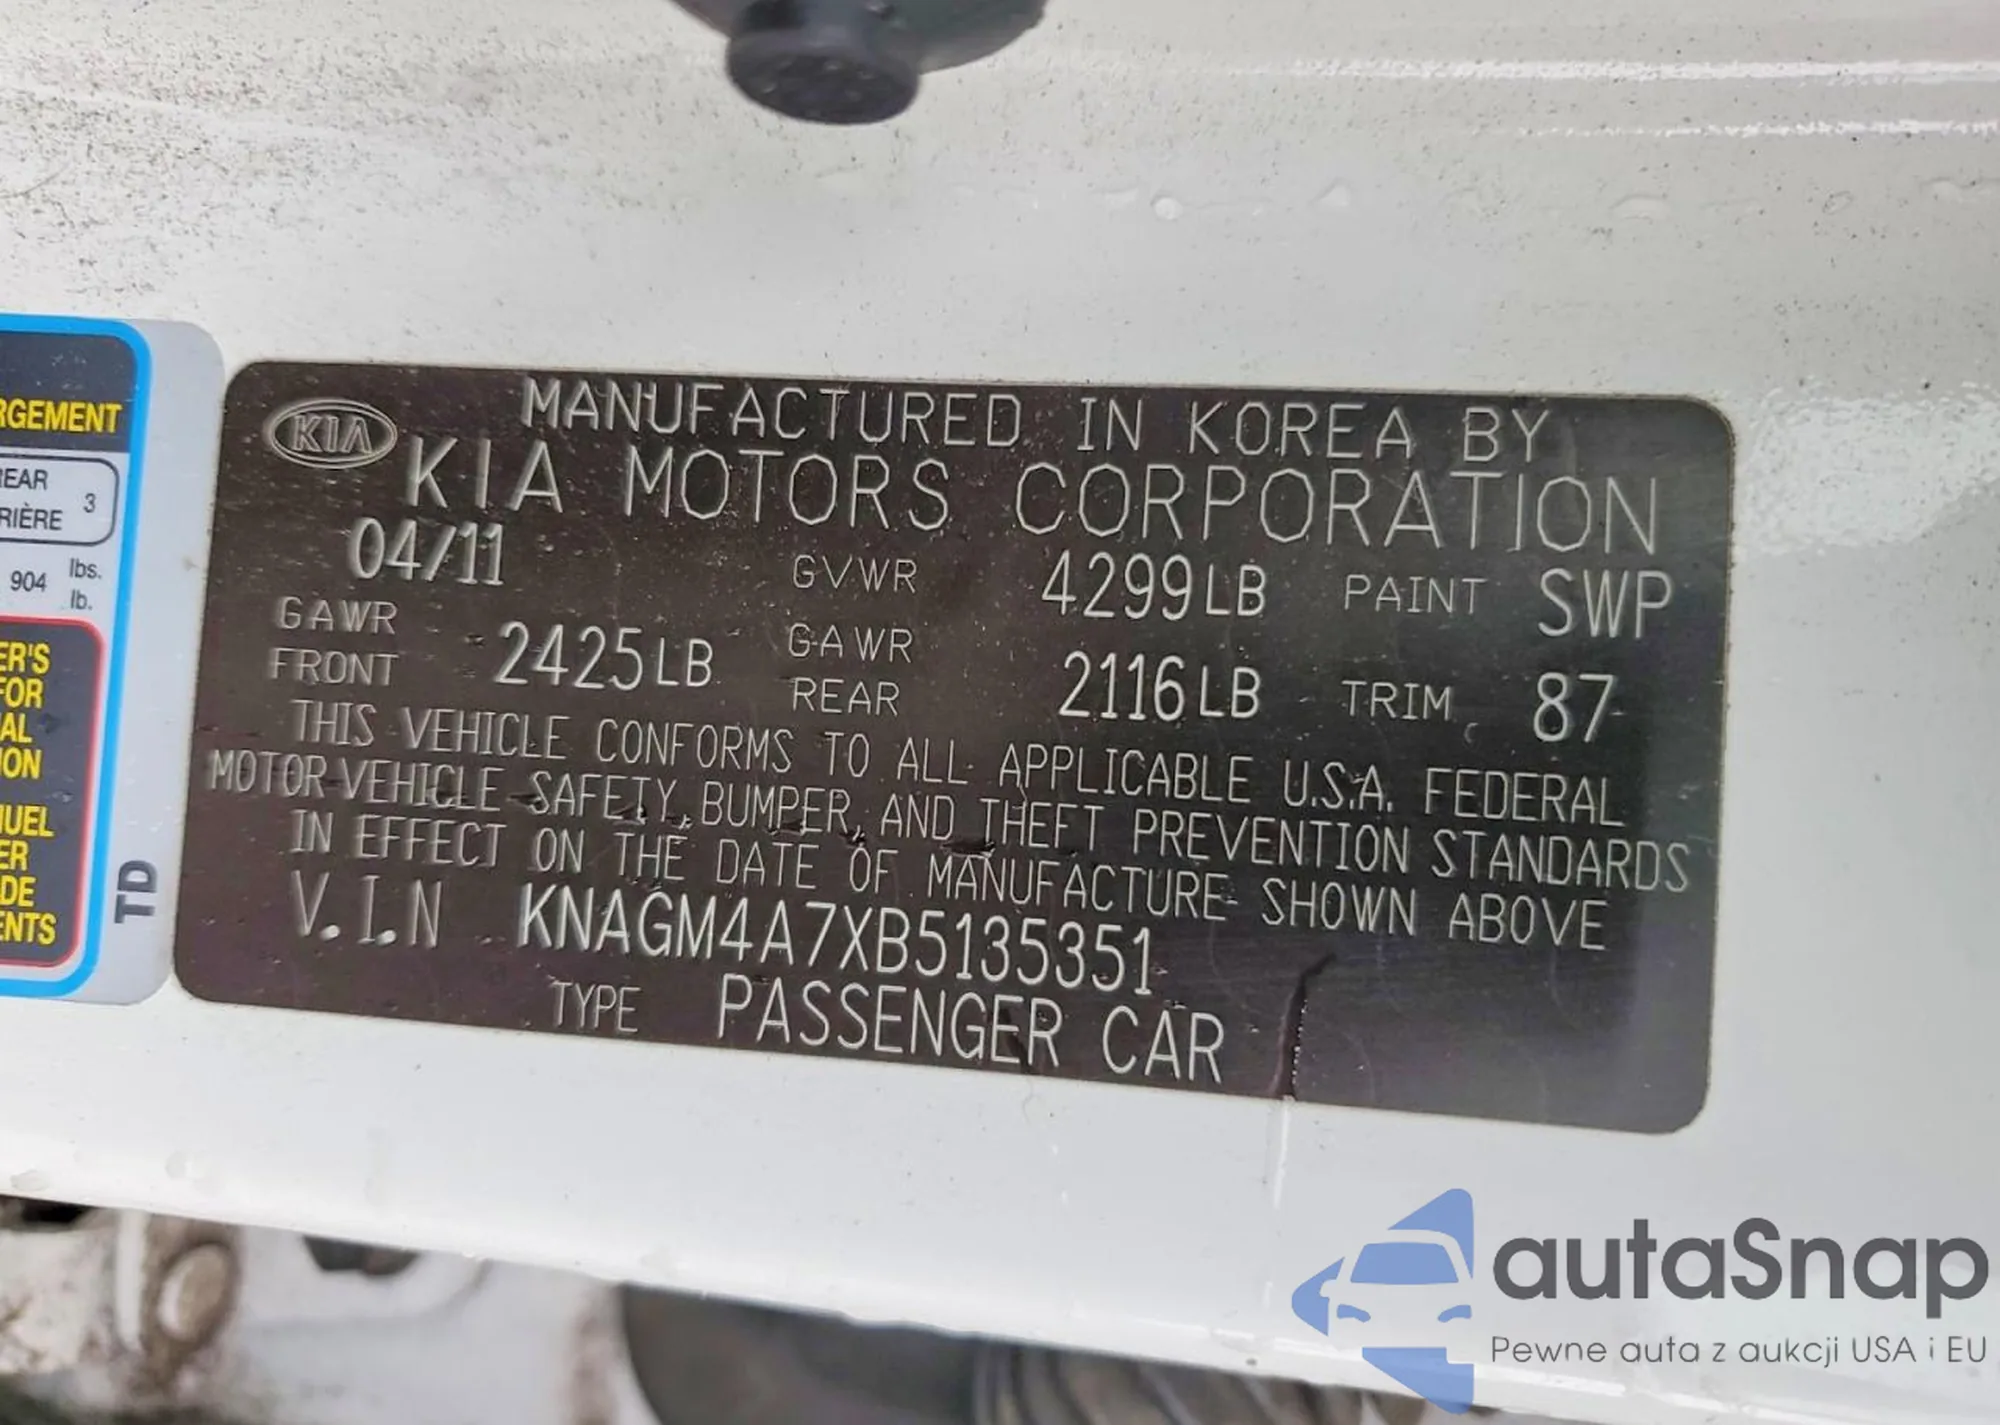 RGEMENT
REAR 3
RIÈRE
904 lbs.
lb.
ER'S
FOR
AL
ION
NUEL
ER
DE
ENTS
TD
KIA
MANUFACTURED IN KOREA BY
KIA MOTORS CORPORATION
04/11 GVWR 4299LB PAINT SWP
GAWR FRONT 2425LB GAWR REAR 2116LB TRIM 87
THIS VEHICLE CONFORMS TO ALL APPLICABLE U.S.A. FEDERAL
MOTOR VEHICLE SAFETY, BUMPER, AND THEFT PREVENTION STANDARDS
IN EFFECT ON THE DATE OF MANUFACTURE SHOWN ABOVE
V.I.N KNAGM4A7XB5135351
TYPE PASSENGER CAR
autaSnap
Pewne auta z aukcji USA i EU